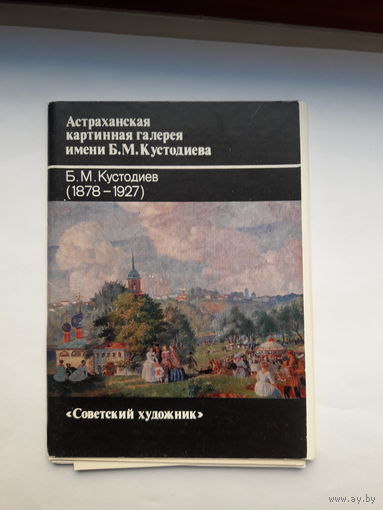 Астраханская
картинная галерея
имени Б.М.Кустодиева
Б. М. Кустодиев
(1878–1927)
«Советский художник»
www.ay.by